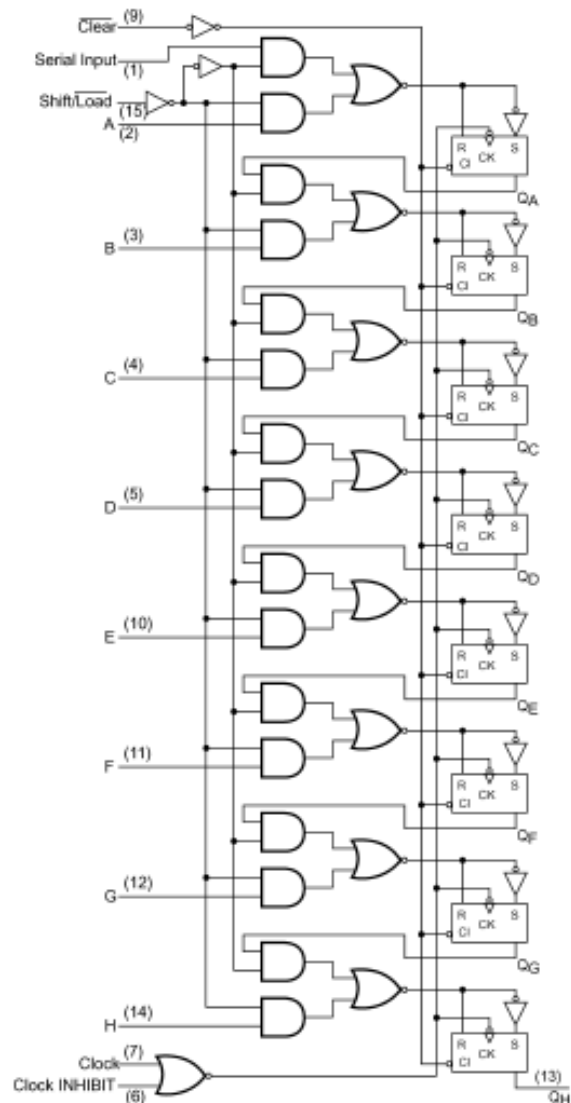 (9)
Clear
Serial Input
(1)
Shift/Load
(15)
A (2)
R CK S
CI
QA
B (3)
R CK S
CI
QB
C (4)
R CK S
CI
QC
D (5)
R CK S
CI
QD
E (10)
R CK S
CI
QE
F (11)
R CK S
CI
QF
G (12)
R CK S
CI
QG
H (14)
R CK S
CI
(13)
QH
(7)
Clock
Clock INHIBIT
(6)